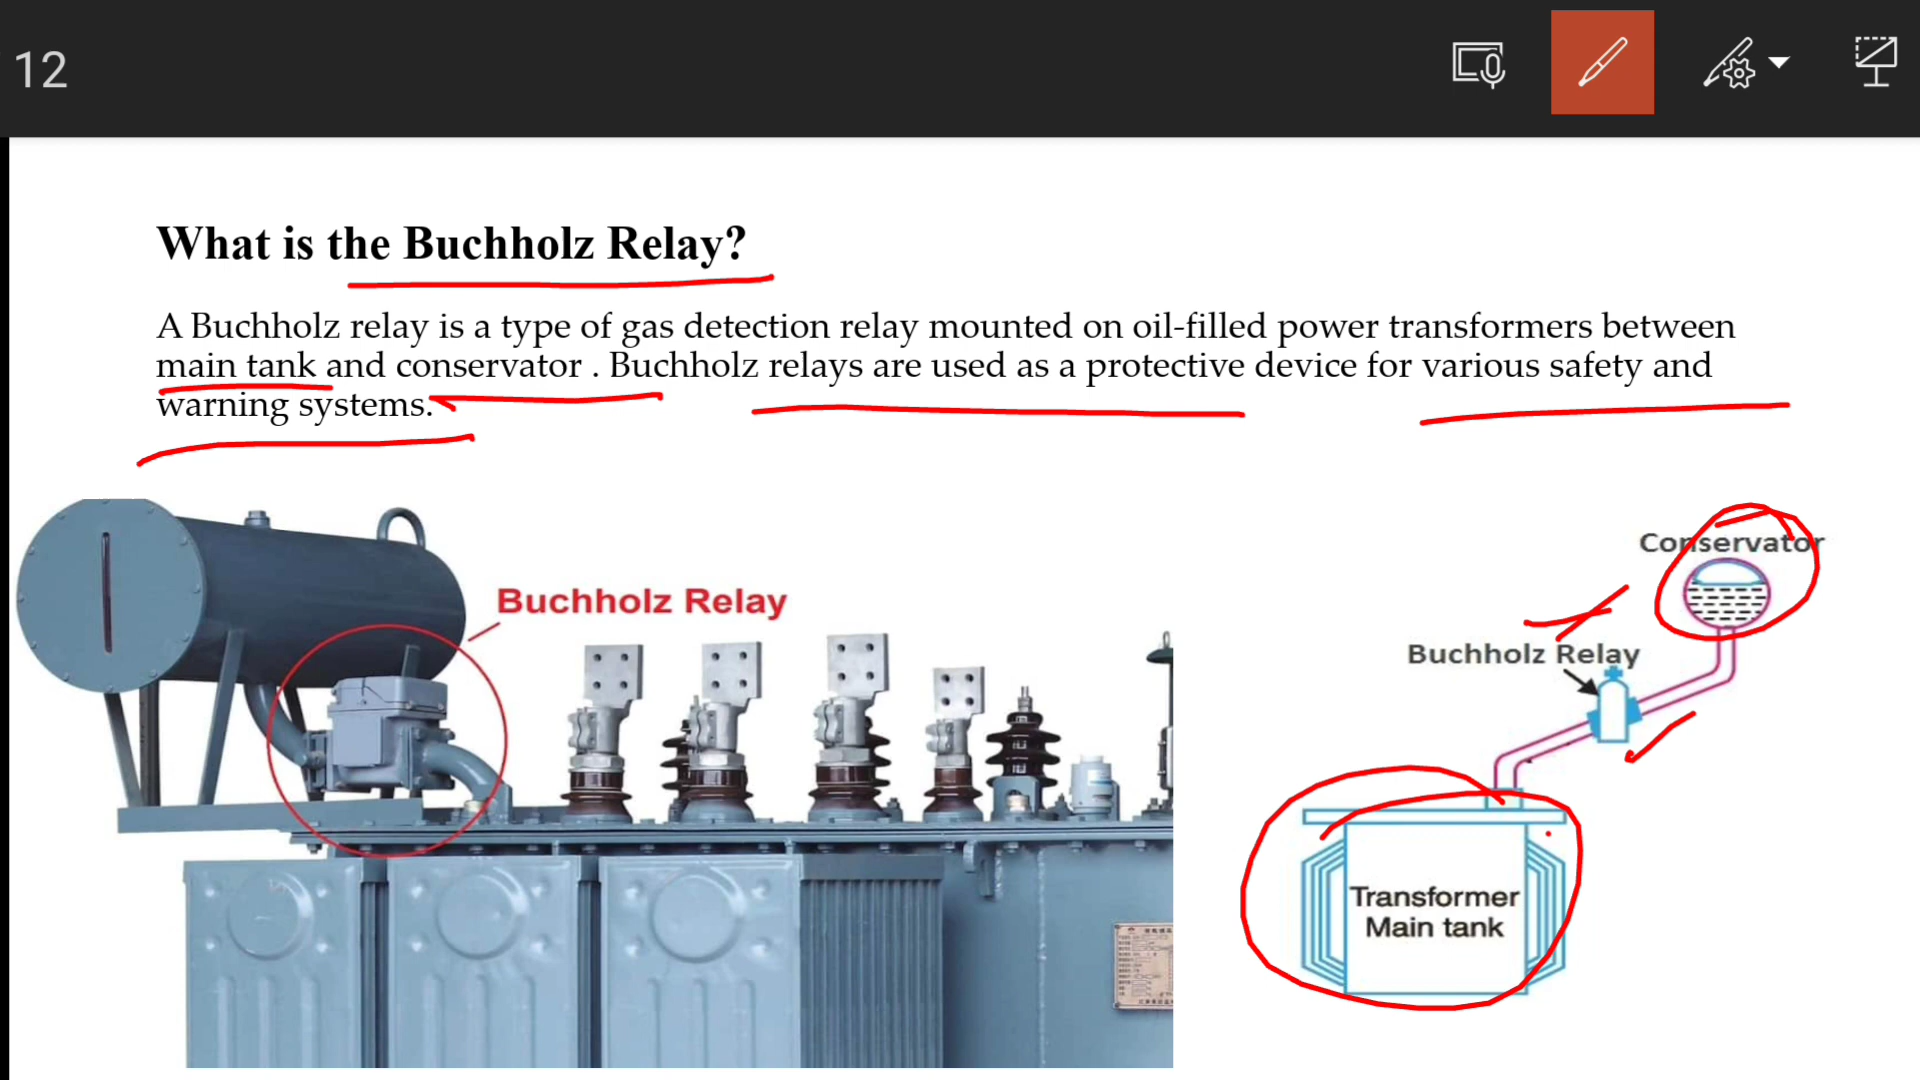 12
What is the Buchholz Relay?
A Buchholz relay is a type of gas detection relay mounted on oil-filled power transformers between
main tank and conservator . Buchholz relays are used as a protective device for various safety and
warning systems.
Buchholz Relay
Conservator
Buchholz Relay
Transformer
Main tank